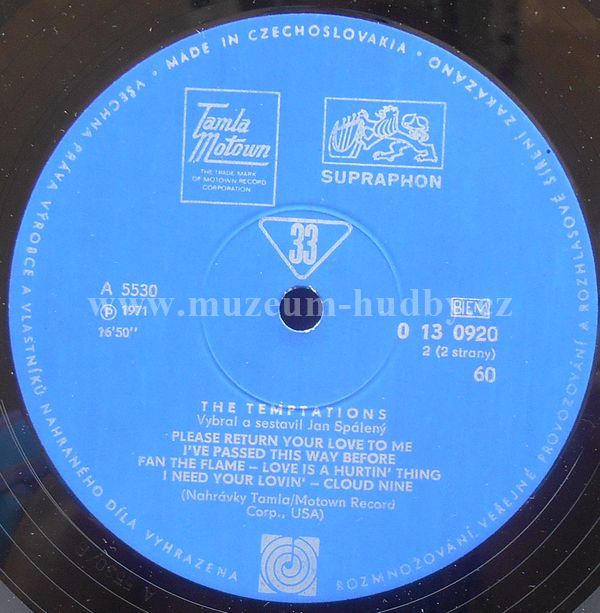 • MADE IN CZECHOSLOVAKIA •
VŠECHNA PRÁVA VÝROBCE A VLASTNÍKŮ NAHRANÉHO DÍLA VYHRAZENA
ROZMNOŽOVÁNÍ, VEŘEJNÉ PROVOZOVÁNÍ A ROZHLASOVÉ ŠÍŘENÍ ZAKÁZÁNO
Tamla
Motown
THE TRADE MARK
OF MOTOWN RECORD
CORPORATION
SUPRAPHON
33
A 5530
Ⓟ 1971
16'50"
BIEM
0 13 0920
2 (2 strany)
60
www.muzeum-hudby.cz
THE TEMPTATIONS
Vybral a sestavil Jan Spálený
PLEASE RETURN YOUR LOVE TO ME
I'VE PASSED THIS WAY BEFORE
FAN THE FLAME – LOVE IS A HURTIN' THING
I NEED YOUR LOVIN' – CLOUD NINE
(Nahrávky Tamla/Motown Record
Corp., USA)